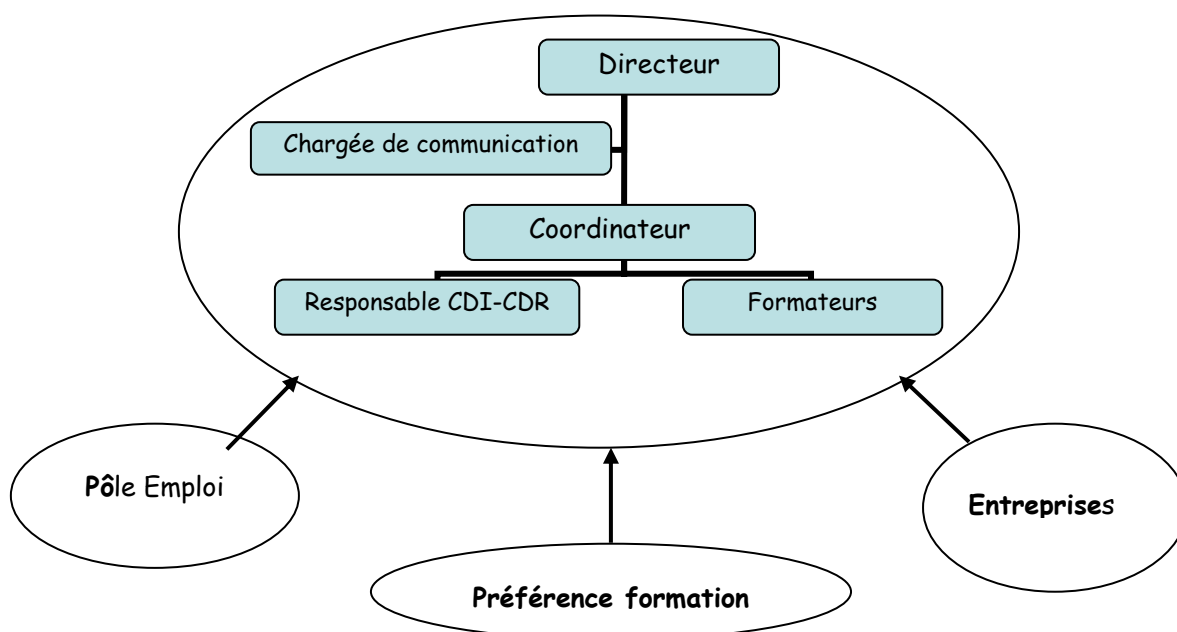 Directeur
Chargée de communication
Coordinateur
Responsable CDI-CDR
Formateurs
Pôle Emploi
Entreprises
Préférence formation